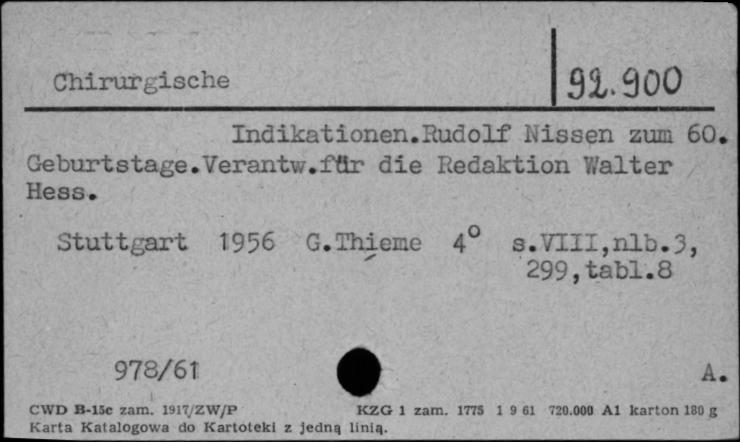 Chirurgische
92.900
Indikationen.Rudolf Nissen zum 60.
Geburtstage.Verantw.für die Redaktion Walter
Hess.
Stuttgart 1956 G.Thieme 4° s.VIII,nlb.3,
299,tabl.8
978/61
A.
CWD B-15c zam. 1917/ZW/P KZG 1 zam. 1775 1 9 61 720.000 A1 karton 180 g
Karta Katalogowa do Kartoteki z jedną linią.